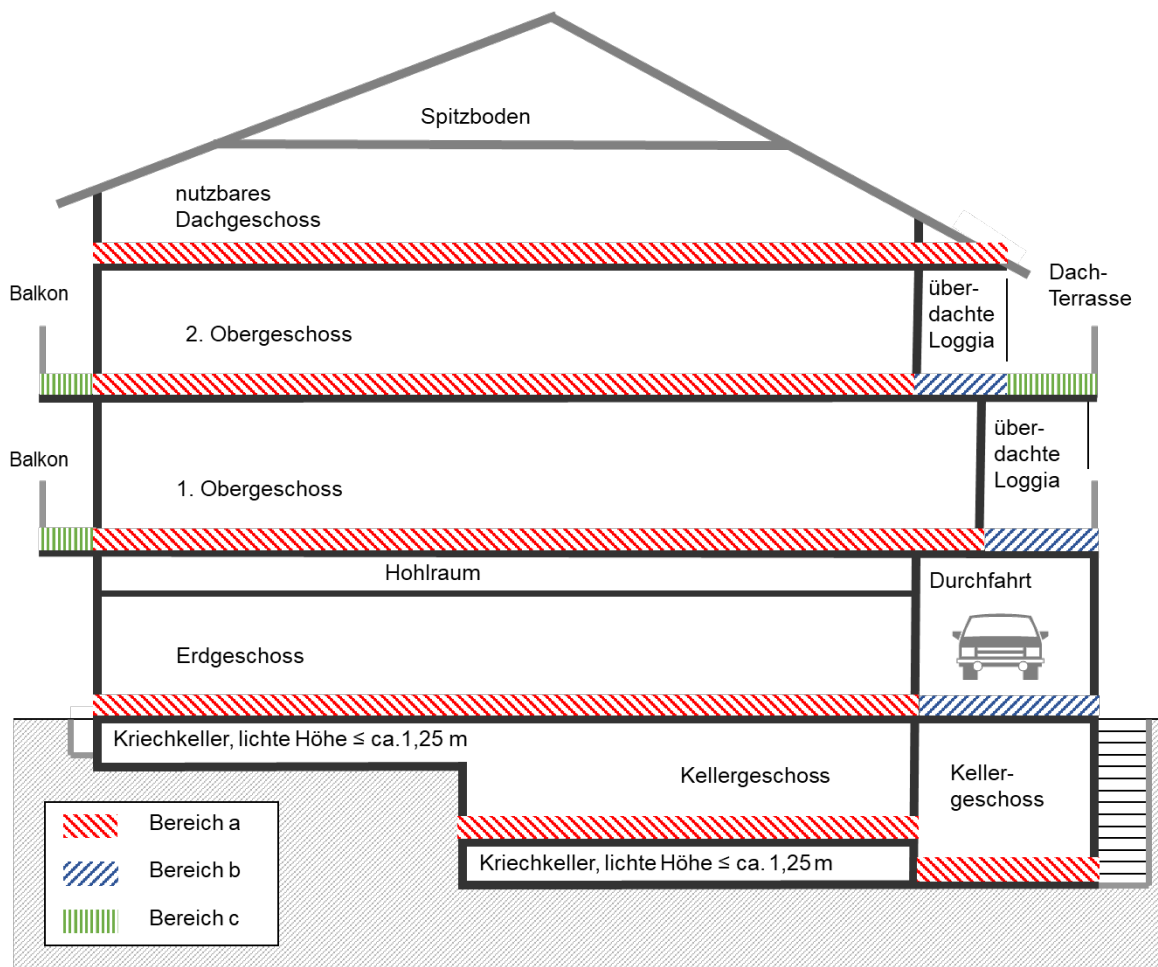 Spitzboden
nutzbares
Dachgeschoss
Balkon
2. Obergeschoss
über-
dachte
Loggia
Dach-
Terrasse
Balkon
1. Obergeschoss
über-
dachte
Loggia
Hohlraum
Durchfahrt
Erdgeschoss
Kriechkeller, lichte Höhe ≤ ca.1,25 m
Kellergeschoss
Keller-
geschoss
Kriechkeller, lichte Höhe ≤ ca. 1,25 m
Bereich a
Bereich b
Bereich c